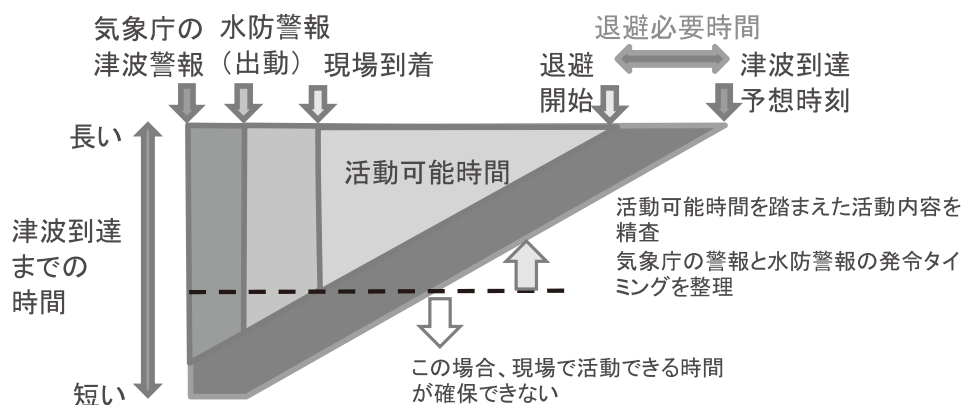 気象庁の
津波警報
水防警報
（出動）
現場到着
退避
開始
退避必要時間
津波到達
予想時刻
長い
活動可能時間
津波到達
までの
時間
活動可能時間を踏まえた活動内容を
精査
気象庁の警報と水防警報の発令タイ
ミングを整理
この場合、現場で活動できる時間
が確保できない
短い